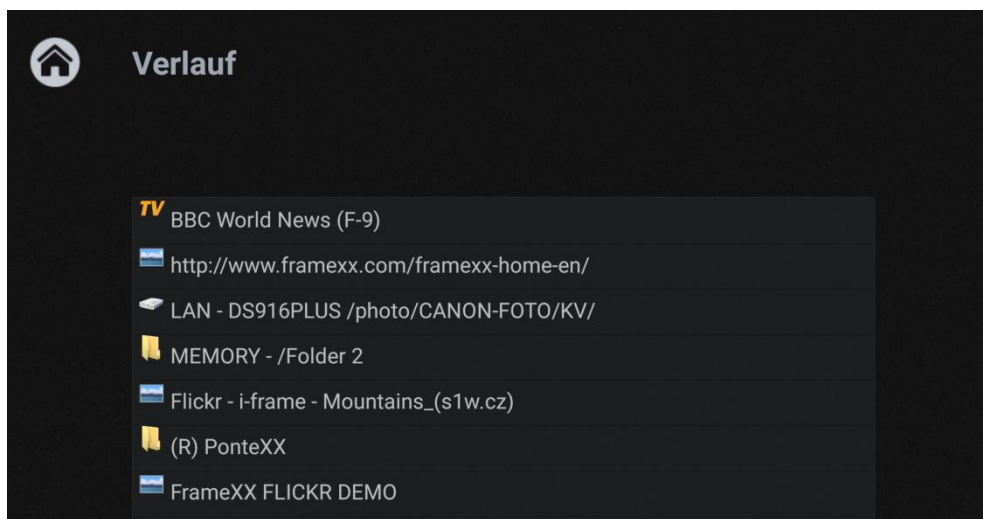 Verlauf
TV BBC World News (F-9)
http://www.framexx.com/framexx-home-en/
LAN - DS916PLUS /photo/CANON-FOTO/KV/
MEMORY - /Folder 2
Flickr - i-frame - Mountains_(s1w.cz)
(R) PonteXX
FrameXX FLICKR DEMO